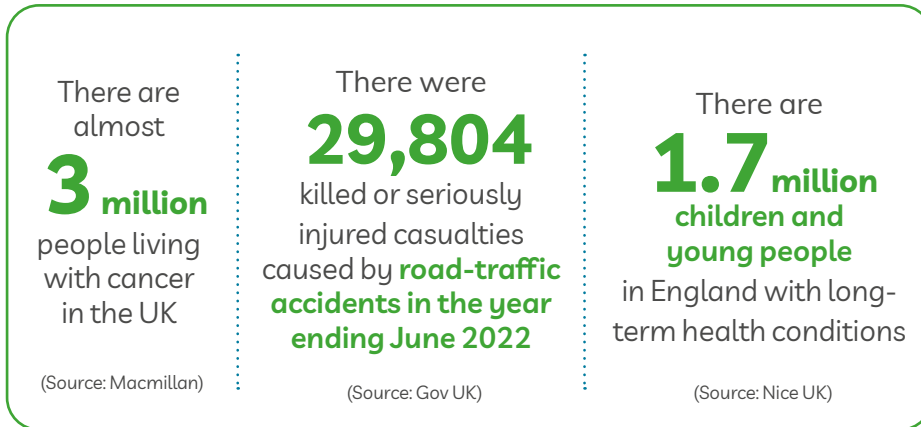 There are
almost
3 million
people living
with cancer
in the UK
(Source: Macmillan)
There were
29,804
killed or seriously
injured casualties
caused by road-traffic
accidents in the year
ending June 2022
(Source: Gov UK)
There are
1.7 million
children and
young people
in England with long-
term health conditions
(Source: Nice UK)